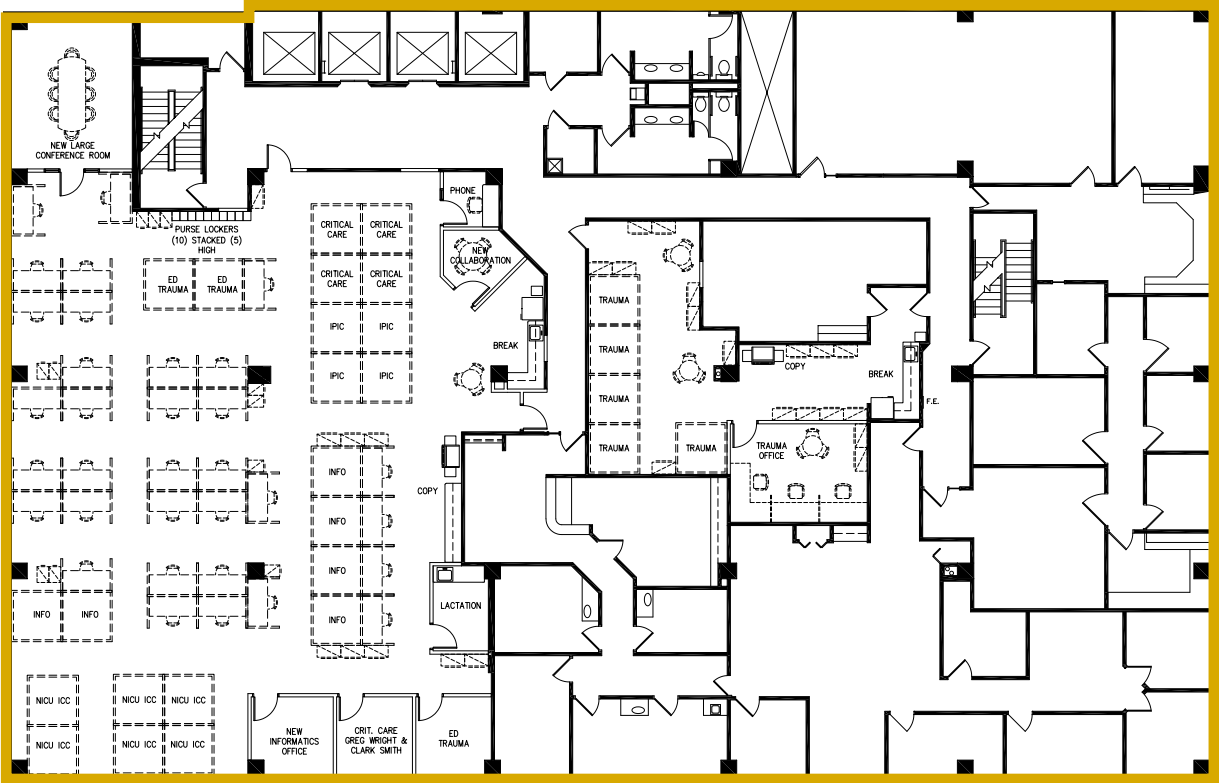 NEW LARGE
CONFERENCE ROOM
PHONE
PURSE LOCKERS
(10) STACKED (5)
HIGH
CRITICAL
CARE
CRITICAL
CARE
NEW
COLLABORATION
ED
TRAUMA
ED
TRAUMA
CRITICAL
CARE
CRITICAL
CARE
TRAUMA
IPIC
IPIC
BREAK
TRAUMA
COPY
IPIC
IPIC
BREAK
TRAUMA
F.E.
TRAUMA
TRAUMA
TRAUMA
OFFICE
INFO
COPY
INFO
INFO
LACTATION
INFO
INFO
INFO
NICU ICC
NICU ICC
NICU ICC
NICU ICC
NICU ICC
NICU ICC
NEW
INFORMATICS
OFFICE
CRIT. CARE
GREG WRIGHT &
CLARK SMITH
ED
TRAUMA